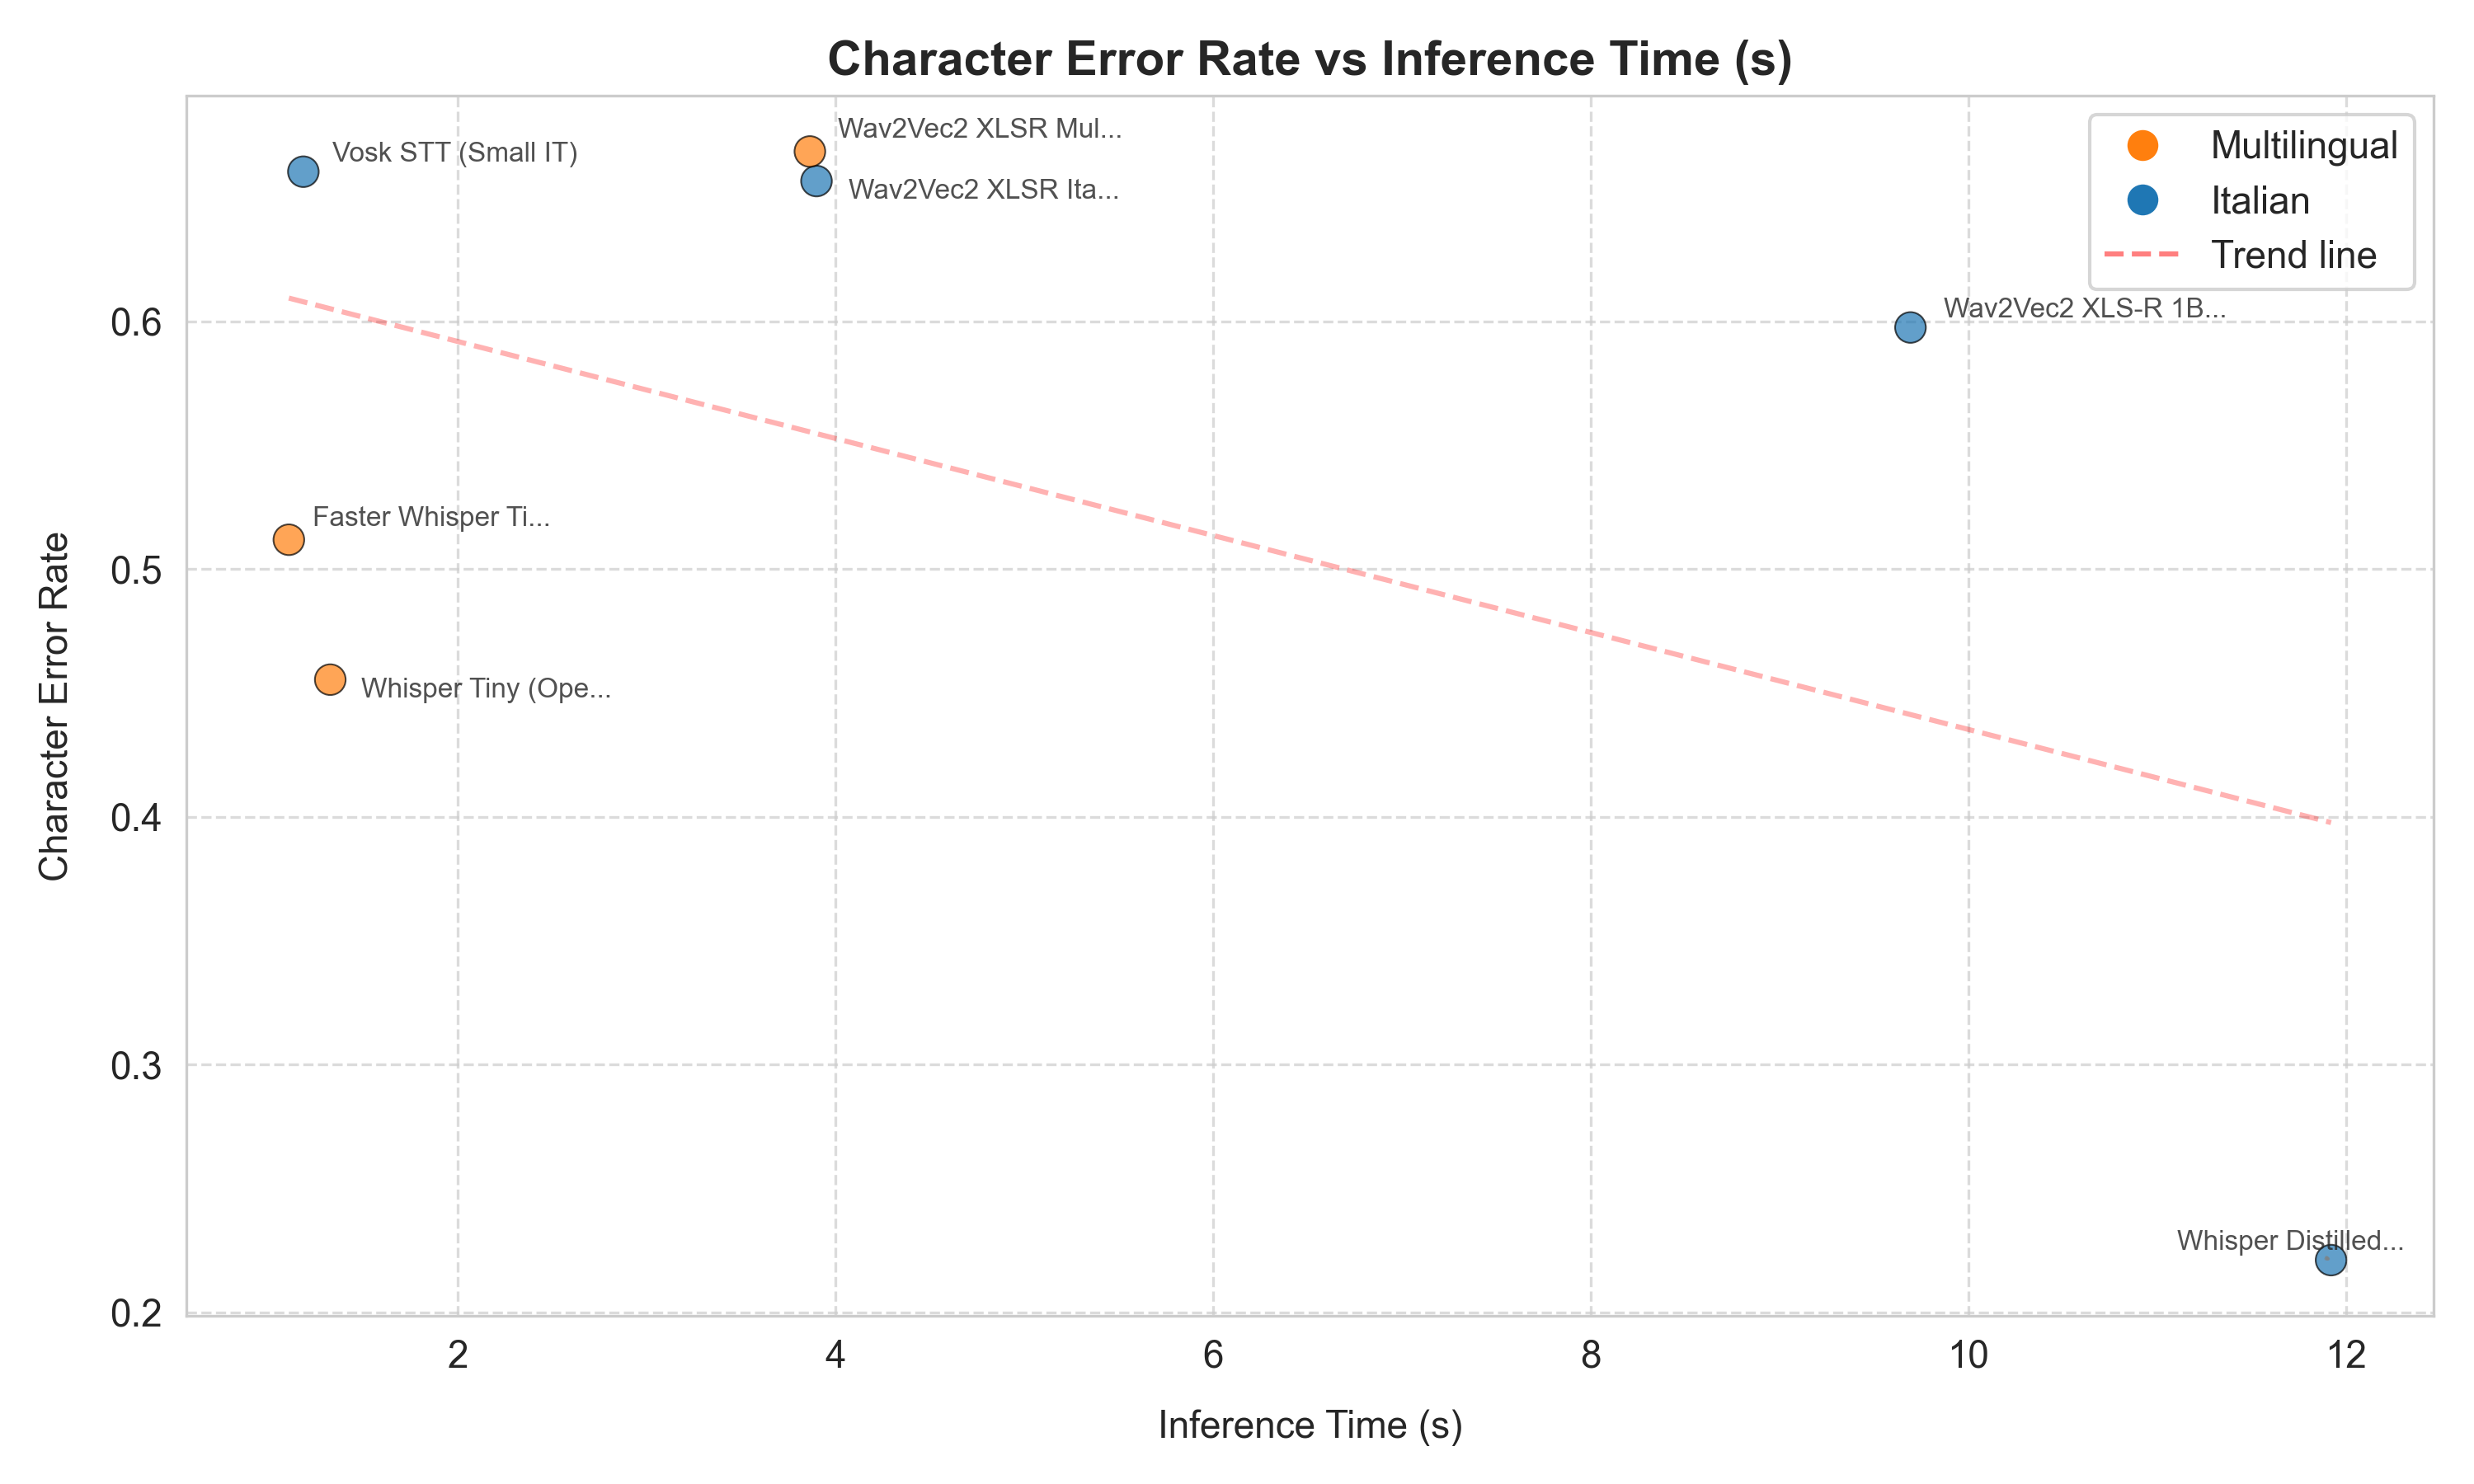 Character Error Rate vs Inference Time (s)
Vosk STT (Small IT)
Wav2Vec2 XLSR Mul...
Wav2Vec2 XLSR Ita...
Multilingual
Italian
Trend line
Wav2Vec2 XLS-R 1B...
Faster Whisper Ti...
Whisper Tiny (Ope...
Whisper Distilled...
Character Error Rate
0.6
0.5
0.4
0.3
0.2
2 4 6 8 10 12
Inference Time (s)